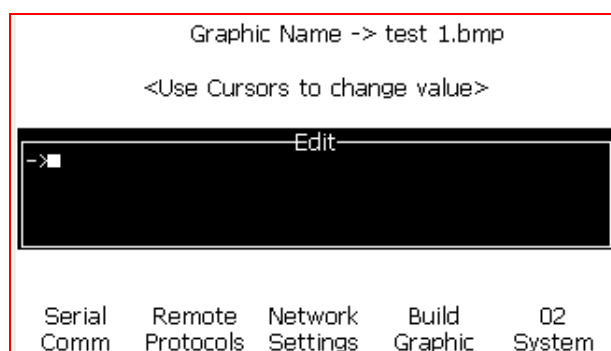 Graphic Name -> test 1.bmp
<Use Cursors to change value>
Edit
->
Serial Remote Network Build 02
Comm Protocols Settings Graphic System